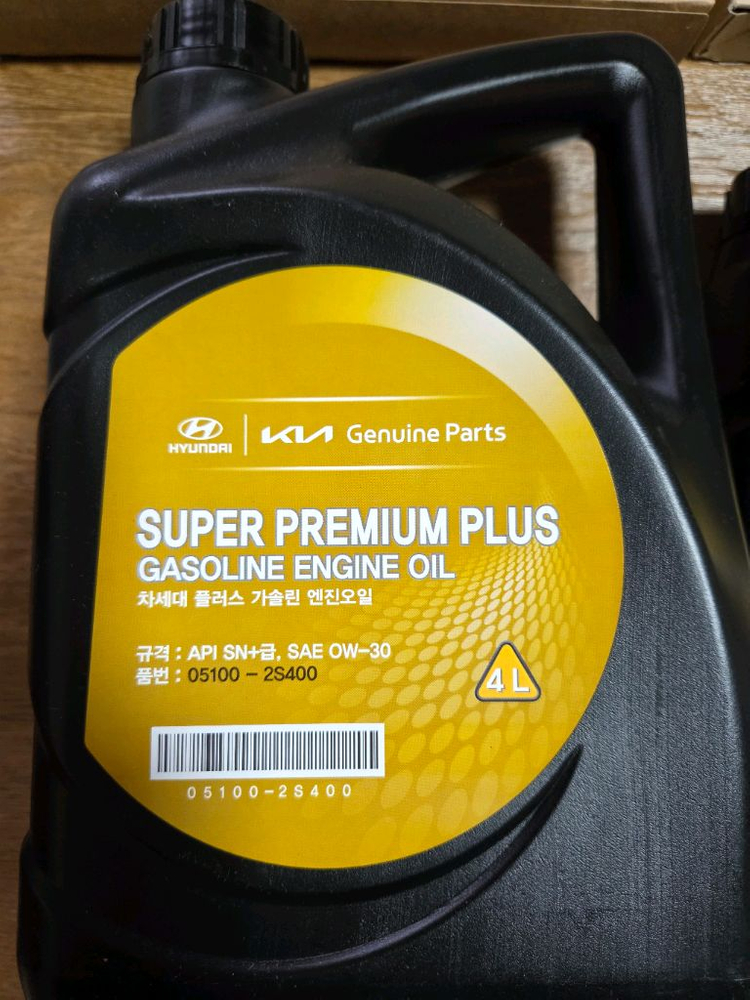 HYUNDAI KIA Genuine Parts
SUPER PREMIUM PLUS
GASOLINE ENGINE OIL
차세대 플러스 가솔린 엔진오일
규격 : API SN+급, SAE 0W-30
품번 : 05100 - 2S400
4 L
05100-2S400